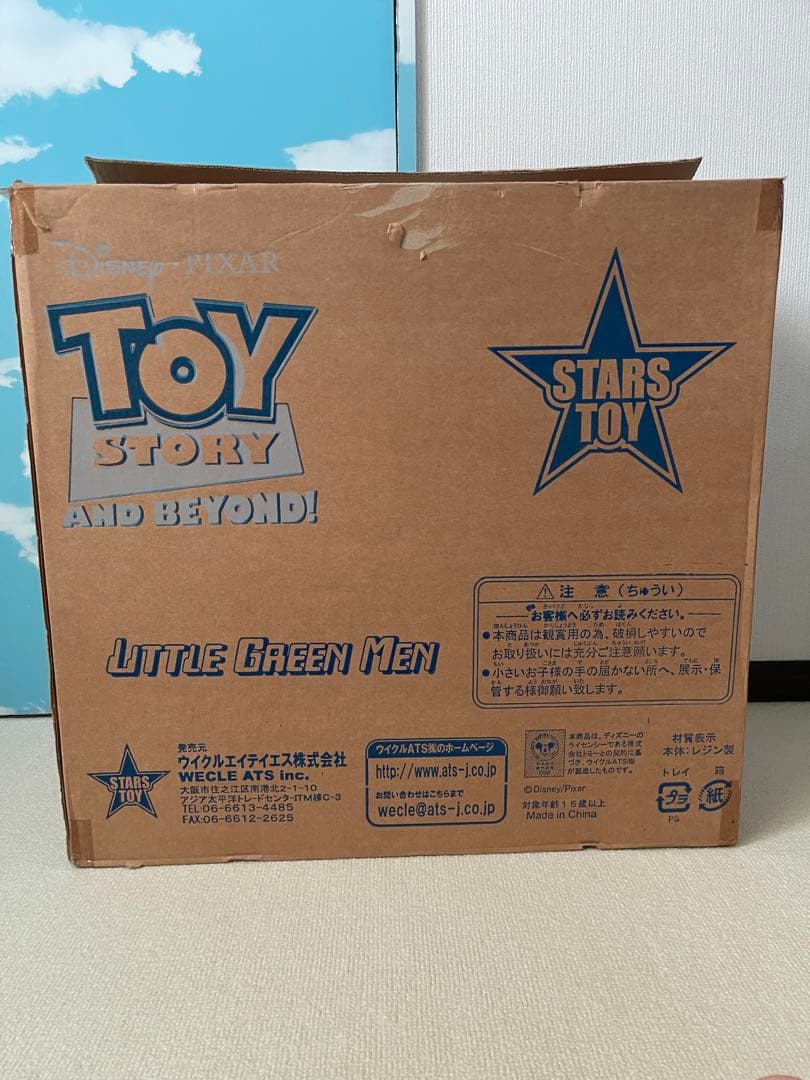 Disney·PIXAR
TOY
STORY
AND BEYOND!
STARS
TOY
⚠注 意 (ちゅうい)
お客様へ必ずお読みください。
●本商品は観賞用の為、破損しやすいので
お取り扱いには充分ご注意願います。
●小さいお子様の手の届かない所へ、展示・保
管する様御願い致します。
LITTLE GREEN MEN
STARS
TOY
発売元
ウイクルエイテイエス株式会社
WECLE ATS inc.
大阪市住之江区南港北2-1-10
アジア太平洋トレードセンターITM棟C-3
TEL:06-6613-4485
FAX:06-6612-2625
ウイクルATS㈱のホームページ
http://www.ats-j.co.jp
お問い合わせはこちらまで
wecle@ats-j.co.jp
本商品は、ディズニーの
ライセンシーである株式
会社トミーとの契約に基
づき、ウイクルATS㈱
が製造したものです。
©Disney/Pixar
対象年齢15歳以上
Made in China
材質表示
本体:レジン製
トレイ 箱
プラ 紙
PS